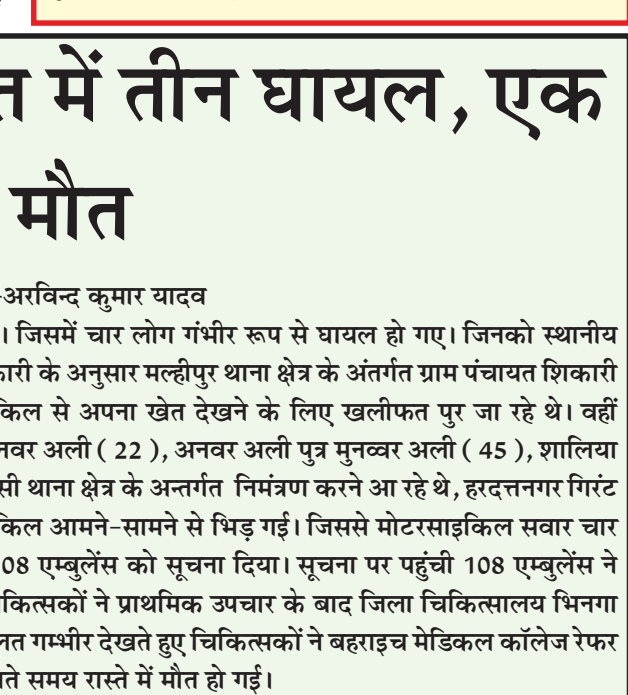 त में तीन घायल, एक
मौत
-अरविन्द कुमार यादव
। जिसमें चार लोग गंभीर रूप से घायल हो गए। जिनको स्थानीय
कारी के अनुसार मल्हीपुर थाना क्षेत्र के अंतर्गत ग्राम पंचायत शिकारी
किल से अपना खेत देखने के लिए खलीफत पुर जा रहे थे। वहीं
नवर अली ( 22 ), अनवर अली पुत्र मुनव्वर अली ( 45 ), शालिया
सी थाना क्षेत्र के अन्तर्गत निमंत्रण करने आ रहे थे, हरदत्तनगर गिरंट
किल आमने-सामने से भिड़ गई। जिससे मोटरसाइकिल सवार चार
08 एम्बुलेंस को सूचना दिया। सूचना पर पहुंची 108 एम्बुलेंस ने
कित्सकों ने प्राथमिक उपचार के बाद जिला चिकित्सालय भिनगा
लत गम्भीर देखते हुए चिकित्सकों ने बहराइच मेडिकल कॉलेज रेफर
ते समय रास्ते में मौत हो गई।